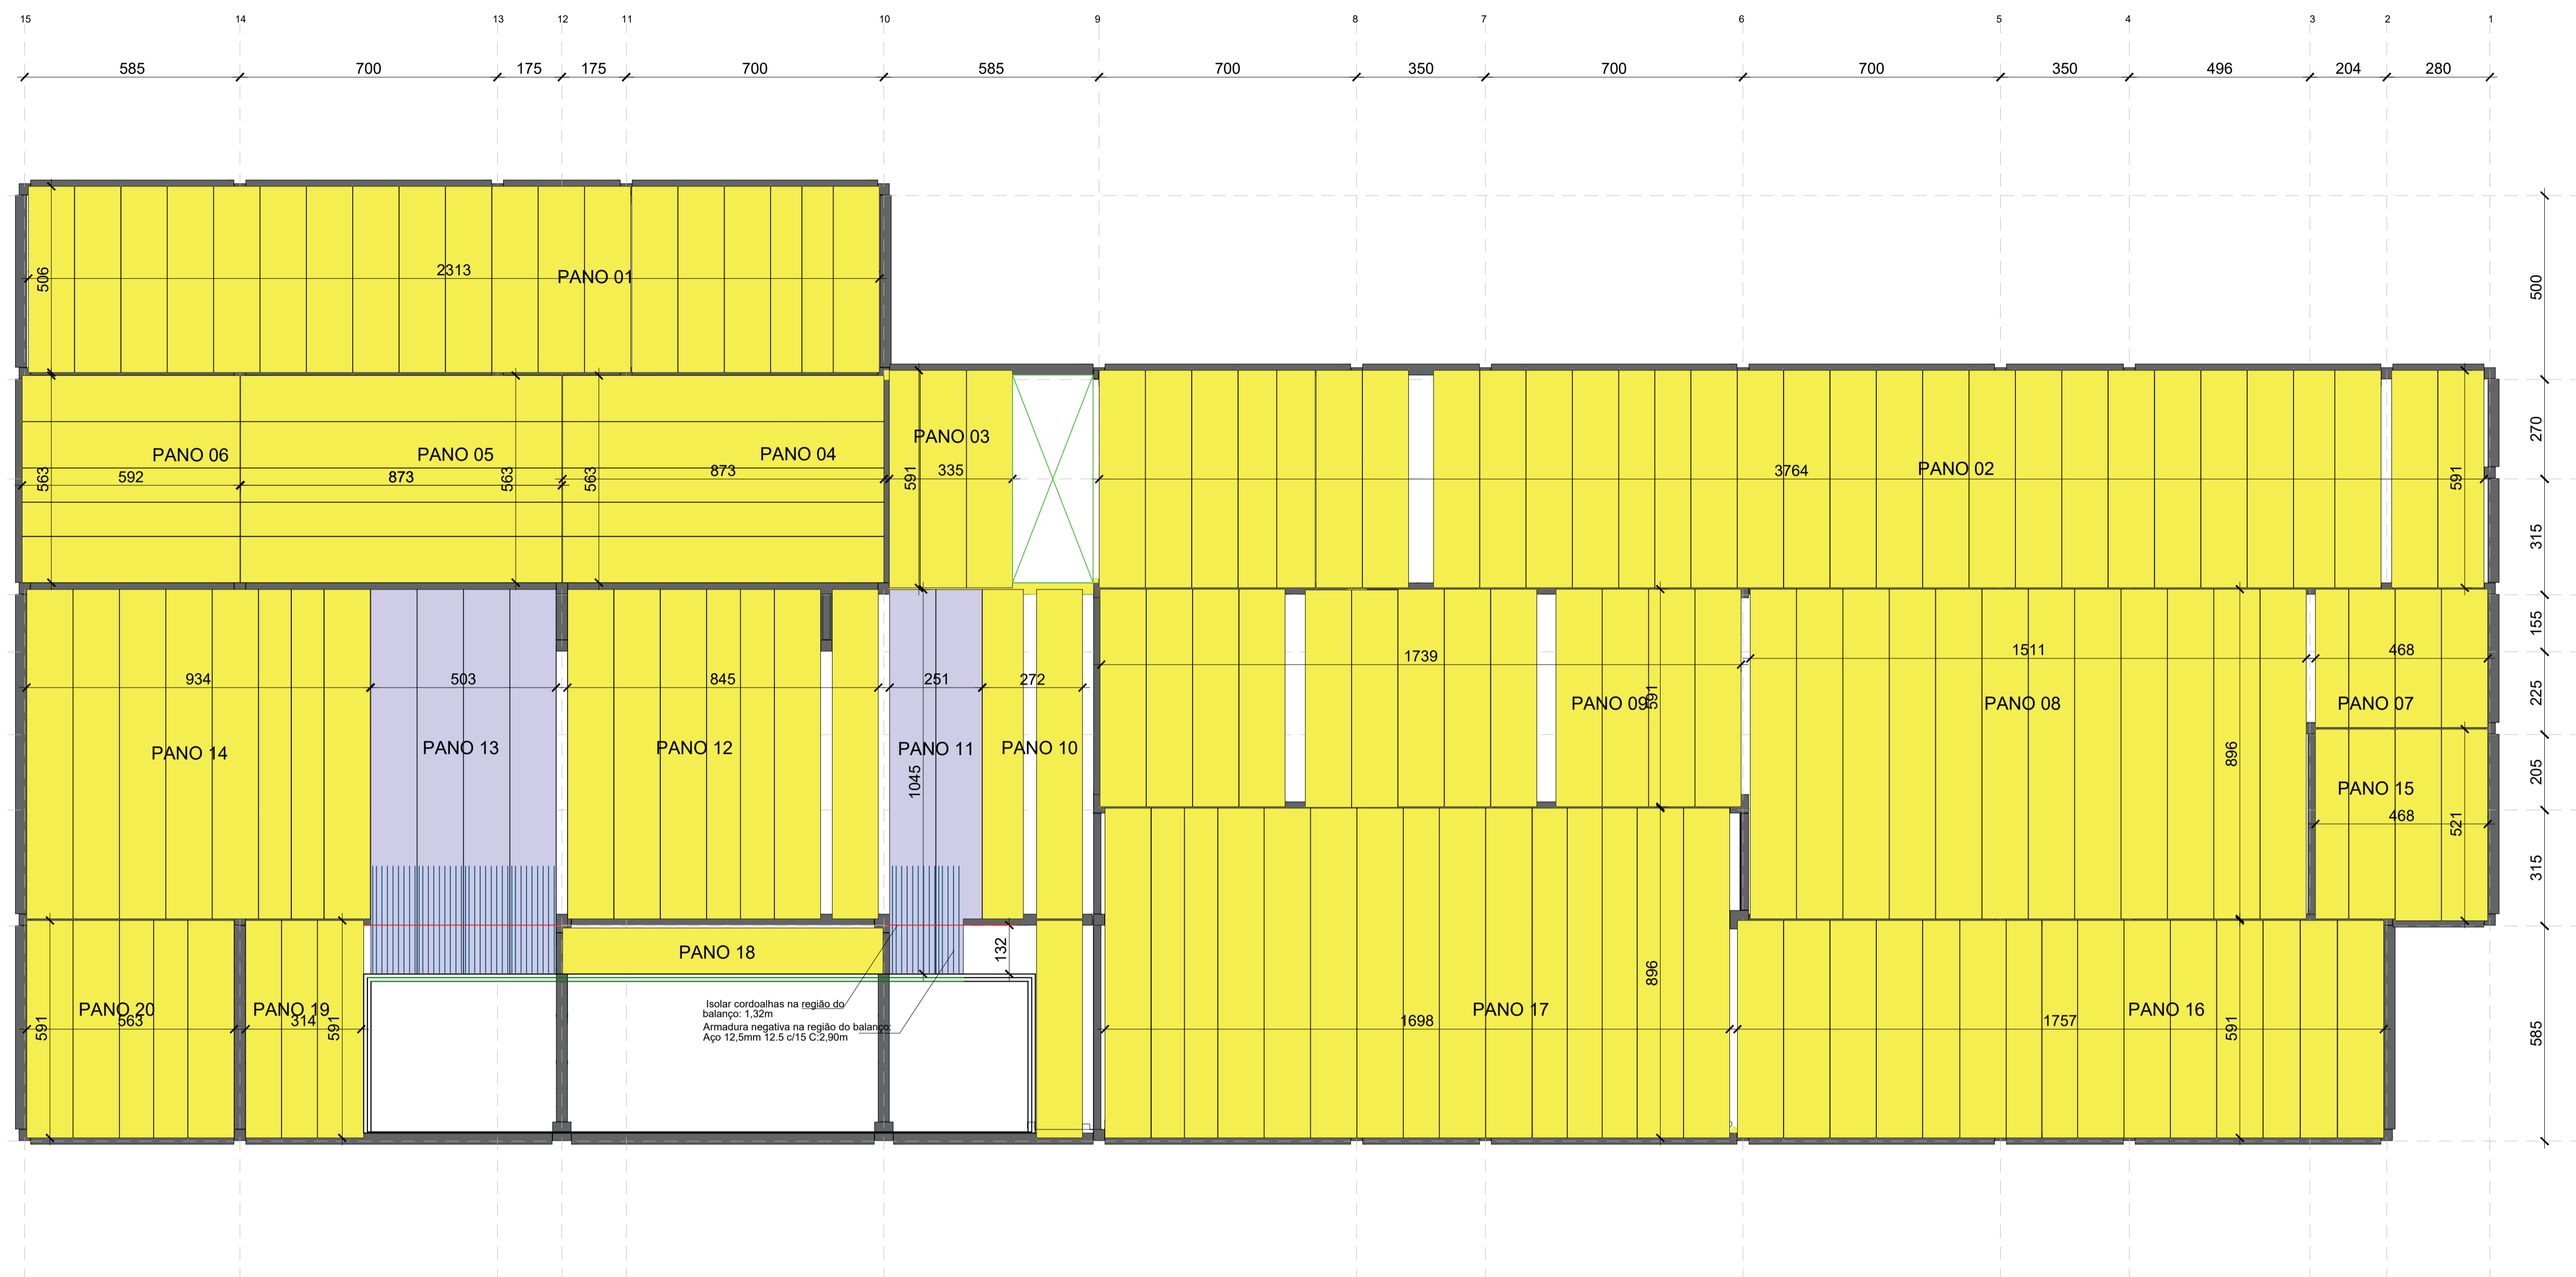 15 14 13 12 11 10 9 8 7 6 5 4 3 2 1
585 700 175 175 700 585 700 350 700 700 350 496 204 280
506
2313
PANO 01
500
270
315
155
225
205
315
585
PANO 06
563
592
PANO 05
873
563
563
PANO 04
873
PANO 03
591
335
3764
PANO 02
591
934
PANO 14
503
PANO 13
845
PANO 12
251
PANO 11
1045
272
PANO 10
1739
PANO 09
591
1511
PANO 08
896
468
PANO 07
PANO 15
468
521
PANO 18
132
PANO 20
563
591
PANO 19
314
591
Isolar cordoalhas na região do
balanço: 1,32m
Armadura negativa na região do balanço:
Aço 12,5mm 12.5 c/15 C:2,90m
PANO 17
1698
896
PANO 16
1757
591